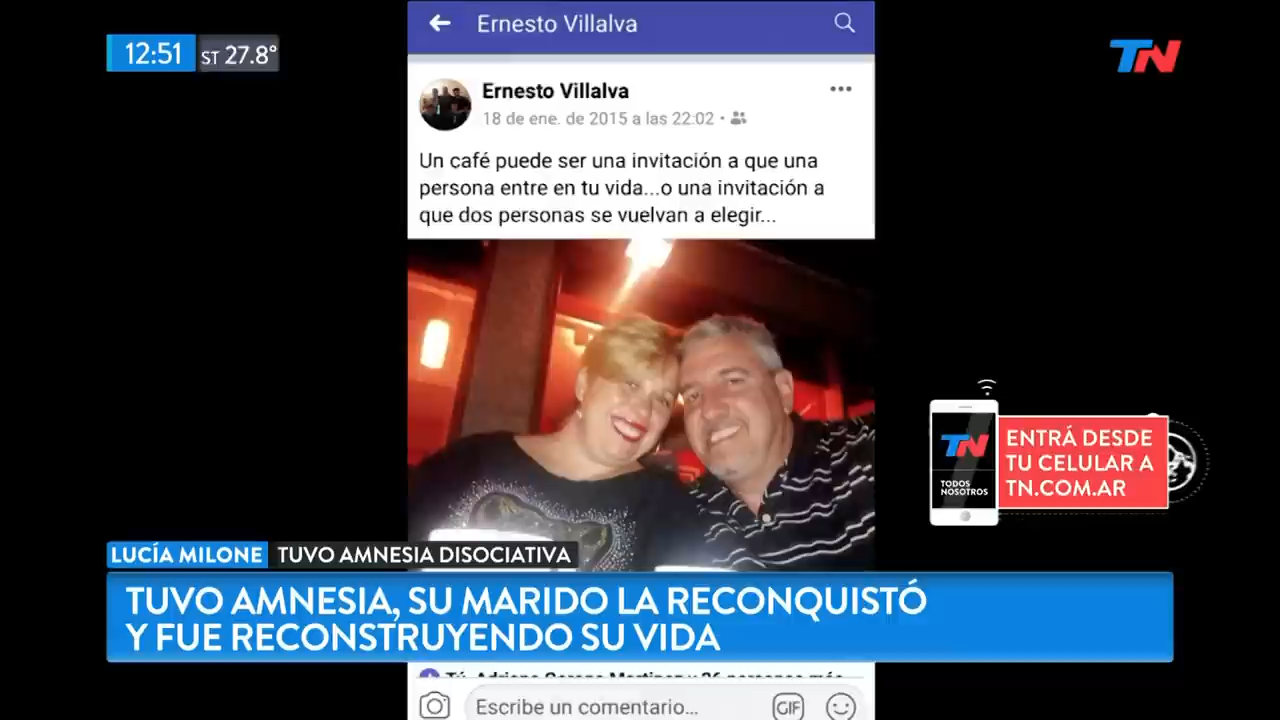 Ernesto Villalva
12:51
ST 27.8°
TN
Ernesto Villalva
18 de ene. de 2015 a las 22:02 •
Un café puede ser una invitación a que una
persona entre en tu vida...o una invitación a
que dos personas se vuelvan a elegir...
TN
TODOS
NOSOTROS
ENTRÁ DESDE
TU CELULAR A
TN.COM.AR
LUCÍA MILONE TUVO AMNESIA DISOCIATIVA
TUVO AMNESIA, SU MARIDO LA RECONQUISTÓ
Y FUE RECONSTRUYENDO SU VIDA
Escribe un comentario...
GIF